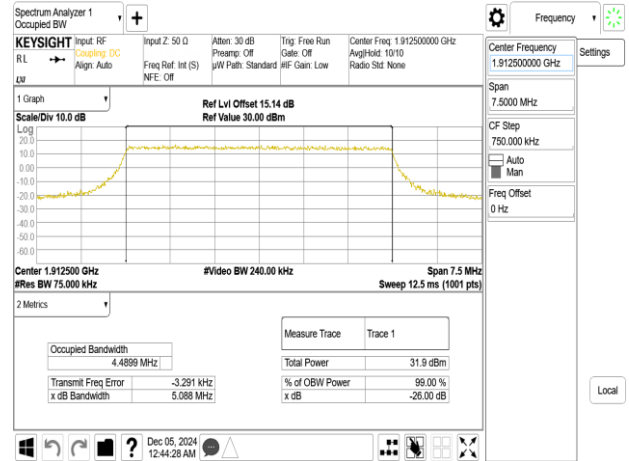 Spectrum Analyzer 1
Occupied BW
Frequency
Settings
KEYSIGHT
RL
LXI
Input: RF
Coupling: DC
Align: Auto
Input Z: 50 Ω
Freq Ref: Int (S)
NFE: Off
Atten: 30 dB
Preamp: Off
µW Path: Standard
Trig: Free Run
Gate: Off
#IF Gain: Low
Center Freq: 1.912500000 GHz
Avg|Hold: 10/10
Radio Std: None
Center Frequency
1.912500000 GHz
Span
7.5000 MHz
CF Step
750.000 kHz
Auto
Man
Freq Offset
0 Hz
Local
1 Graph
Scale/Div 10.0 dB
Ref Lvl Offset 15.14 dB
Ref Value 30.00 dBm
Log
20.0
10.0
0.00
-10.0
-20.0
-30.0
-40.0
-50.0
-60.0
Center 1.912500 GHz
#Video BW 240.00 kHz
Span 7.5 MHz
#Res BW 75.000 kHz
Sweep 12.5 ms (1001 pts)
2 Metrics
Measure Trace Trace 1
Occupied Bandwidth
4.4899 MHz
Total Power 31.9 dBm
Transmit Freq Error -3.291 kHz
% of OBW Power 99.00 %
x dB Bandwidth 5.088 MHz
x dB -26.00 dB
?
Dec 05, 2024
12:44:28 AM